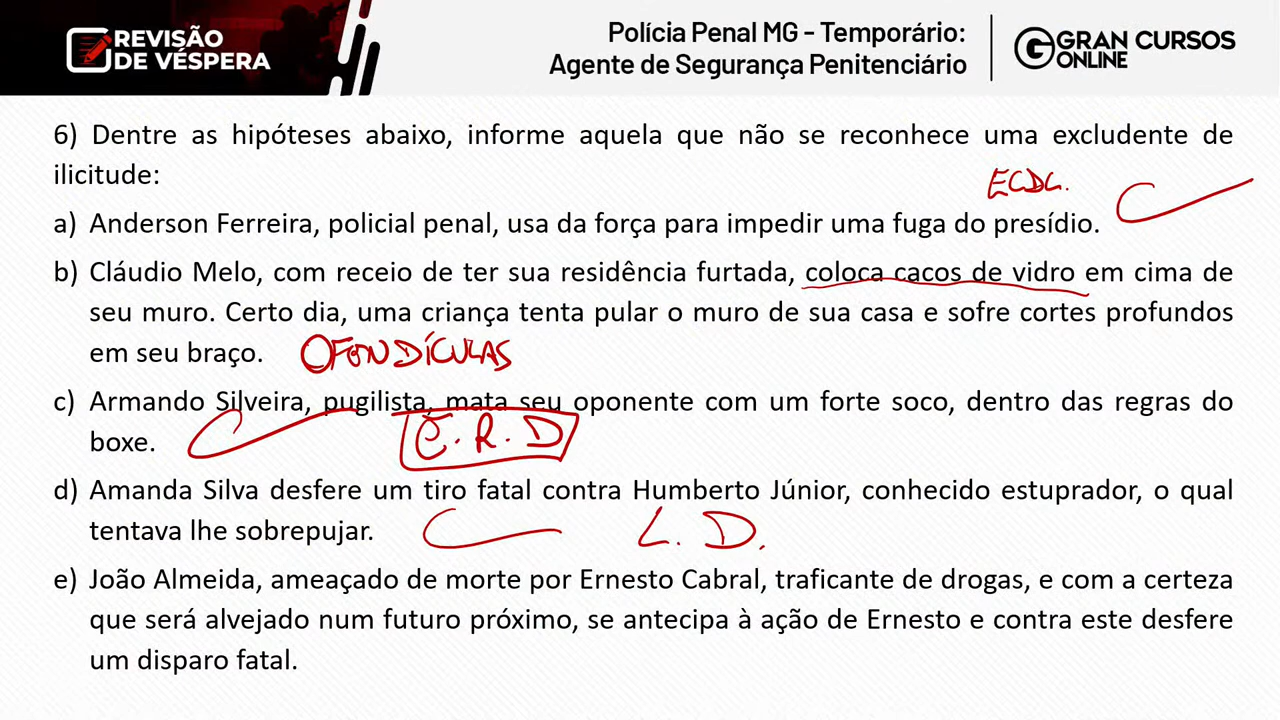 REVISÃO
DE VÉSPERA
Polícia Penal MG - Temporário:
Agente de Segurança Penitenciário
GRAN CURSOS
ONLINE
6) Dentre as hipóteses abaixo, informe aquela que não se reconhece uma excludente de
ilicitude:
ECDL.
a) Anderson Ferreira, policial penal, usa da força para impedir uma fuga do presídio.
b) Cláudio Melo, com receio de ter sua residência furtada, coloca cacos de vidro em cima de
seu muro. Certo dia, uma criança tenta pular o muro de sua casa e sofre cortes profundos
em seu braço. OFONDÍCULAS
c) Armando Silveira, pugilista, mata seu oponente com um forte soco, dentro das regras do
boxe. E.R.D
d) Amanda Silva desfere um tiro fatal contra Humberto Júnior, conhecido estuprador, o qual
tentava lhe sobrepujar. L.D.
e) João Almeida, ameaçado de morte por Ernesto Cabral, traficante de drogas, e com a certeza
que será alvejado num futuro próximo, se antecipa à ação de Ernesto e contra este desfere
um disparo fatal.